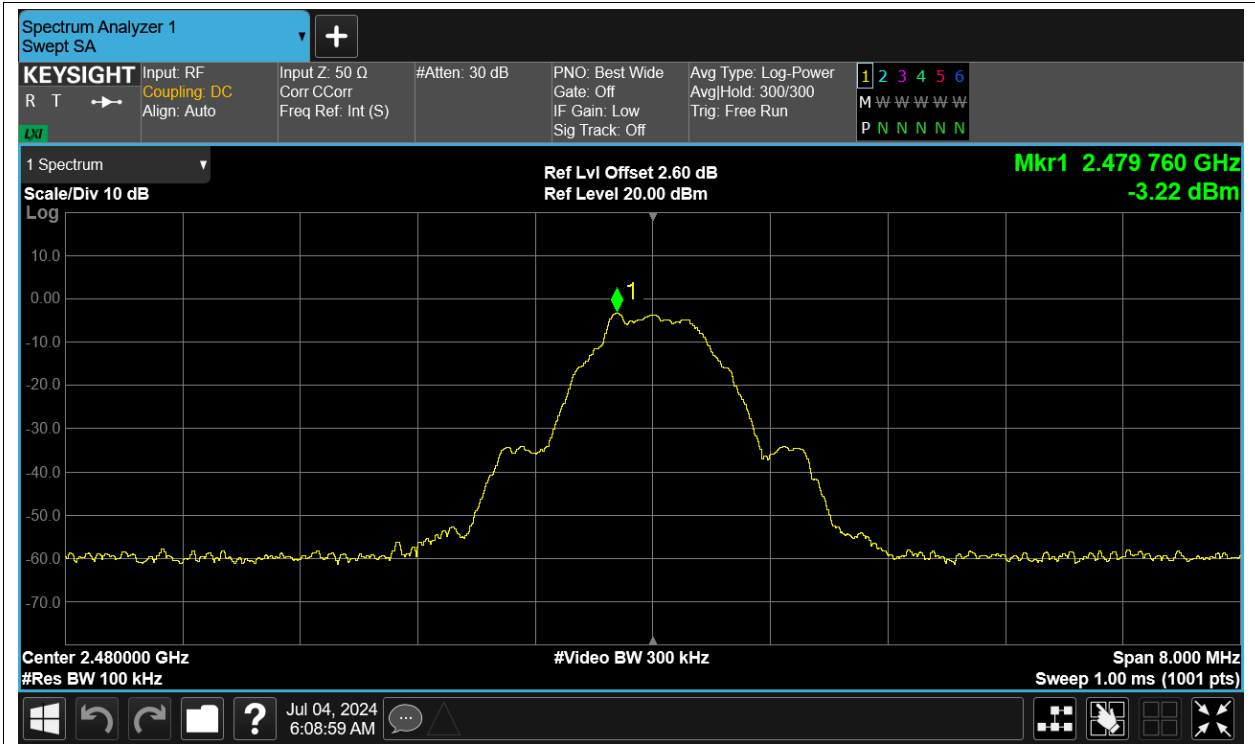 Spectrum Analyzer 1
Swept SA
KEYSIGHT
R T
LXI
Input: RF
Coupling: DC
Align: Auto
Input Z: 50 Ω
Corr CCorr
Freq Ref: Int (S)
#Atten: 30 dB
PNO: Best Wide
Gate: Off
IF Gain: Low
Sig Track: Off
Avg Type: Log-Power
Avg|Hold: 300/300
Trig: Free Run
1 2 3 4 5 6
M W W W W W
P N N N N N
1 Spectrum
Scale/Div 10 dB
Log
Ref Lvl Offset 2.60 dB
Ref Level 20.00 dBm
Mkr1 2.479 760 GHz
-3.22 dBm
10.0
0.00
1
-10.0
-20.0
-30.0
-40.0
-50.0
-60.0
-70.0
Center 2.480000 GHz
#Video BW 300 kHz
Span 8.000 MHz
#Res BW 100 kHz
Sweep 1.00 ms (1001 pts)
?
Jul 04, 2024
6:08:59 AM